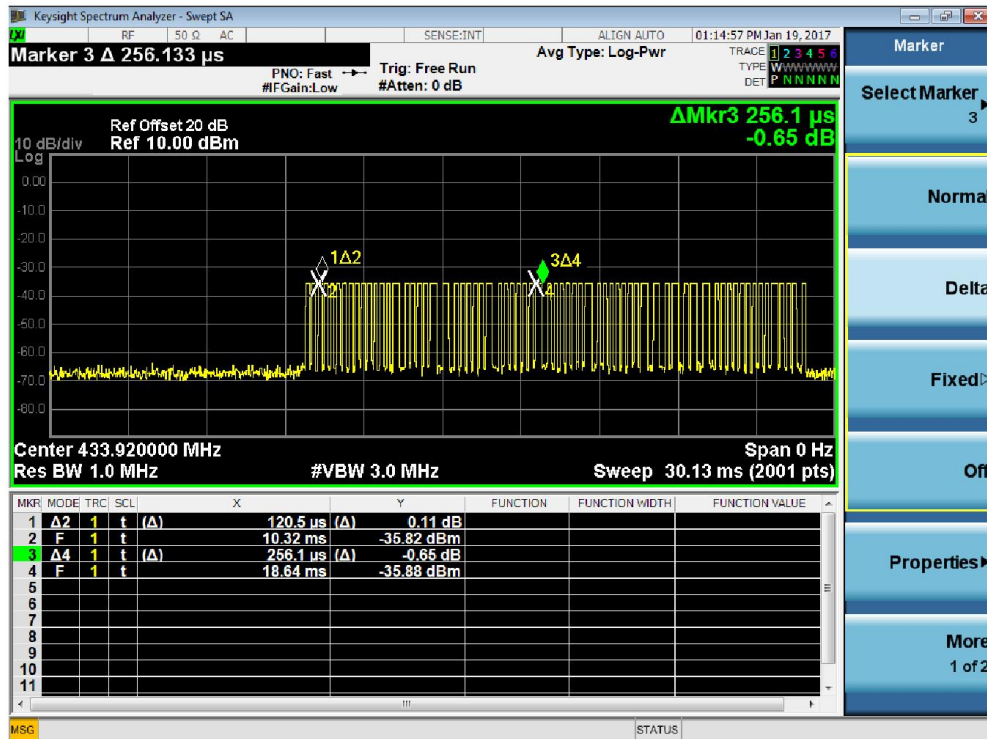 Keysight Spectrum Analyzer - Swept SA
LXI RF 50 Ω AC SENSE:INT ALIGN AUTO 01:14:57 PM Jan 19, 2017
Marker 3 Δ 256.133 µs
PNO: Fast
#IFGain:Low
Trig: Free Run
#Atten: 0 dB
Avg Type: Log-Pwr
TRACE 1 2 3 4 5 6
TYPE WWWWWW
DET P N N N N N
ΔMkr3 256.1 µs
-0.65 dB
Ref Offset 20 dB
10 dB/div Ref 10.00 dBm
Log
0.00
-10.0
-20.0
-30.0
-40.0
-50.0
-60.0
-70.0
-80.0
1Δ2
2
3Δ4
4
Center 433.920000 MHz Span 0 Hz
Res BW 1.0 MHz #VBW 3.0 MHz Sweep 30.13 ms (2001 pts)
MKR MODE TRC SCL X Y FUNCTION FUNCTION WIDTH FUNCTION VALUE
1 Δ2 1 t (Δ) 120.5 µs (Δ) 0.11 dB
2 F 1 t 10.32 ms -35.82 dBm
3 Δ4 1 t (Δ) 256.1 µs (Δ) -0.65 dB
4 F 1 t 18.64 ms -35.88 dBm
5
6
7
8
9
10
11
MSG STATUS
Marker
Select Marker
3
Normal
Delta
Fixed
Off
Properties
More
1 of 2